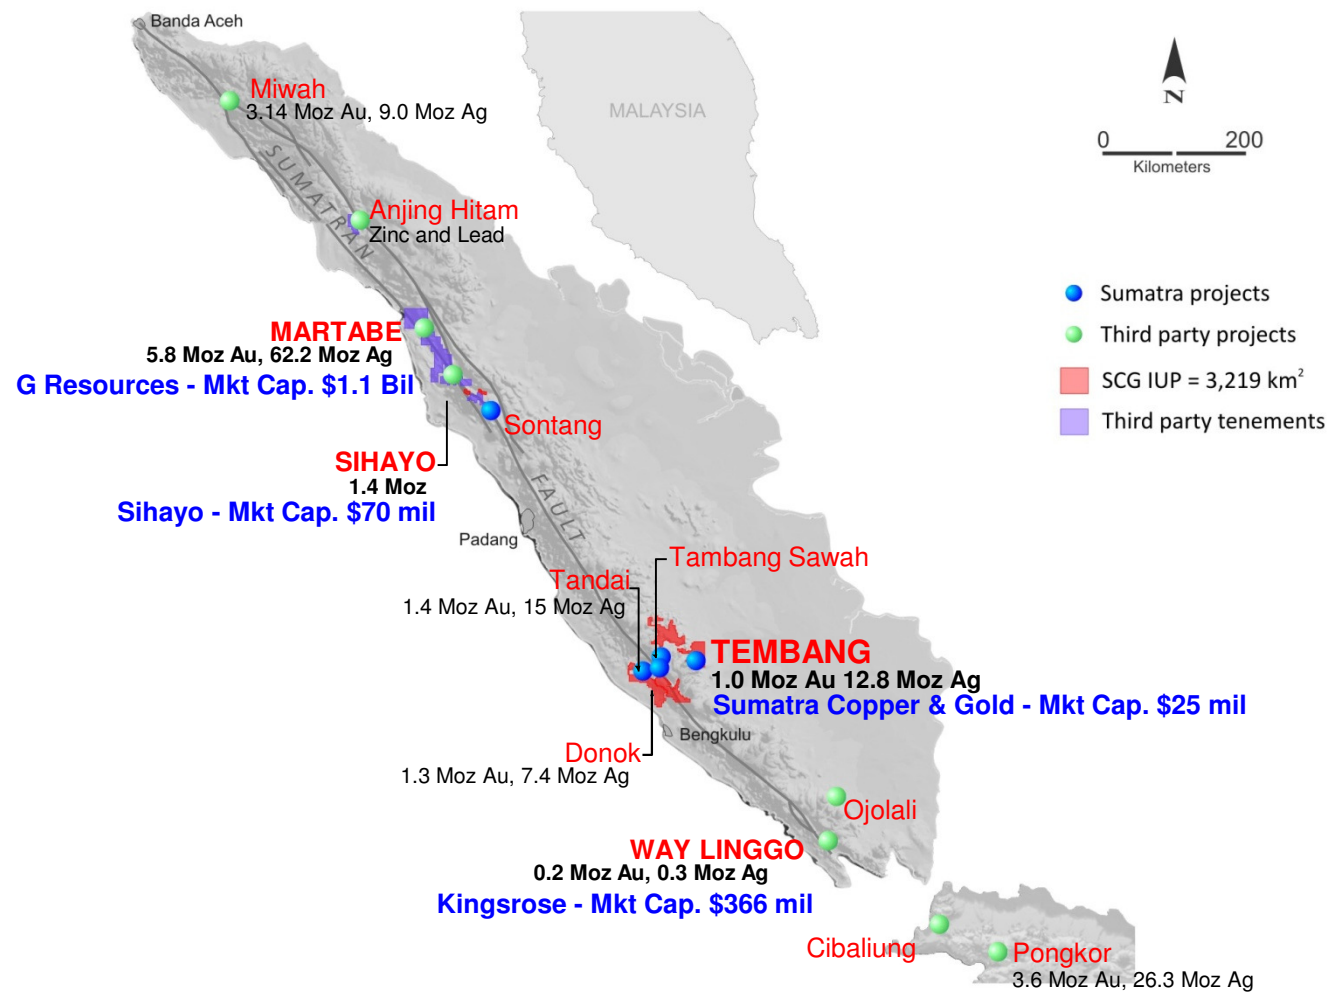 Banda Aceh
Miwah
3.14 Moz Au, 9.0 Moz Ag
MALAYSIA
N
0 200
Kilometers
SUMATRAN
Anjing Hitam
Zinc and Lead
Sumatra projects
Third party projects
SCG IUP = 3,219 km²
Third party tenements
MARTABE
5.8 Moz Au, 62.2 Moz Ag
G Resources - Mkt Cap. $1.1 Bil
Sontang
SIHAYO
1.4 Moz
Sihayo - Mkt Cap. $70 mil
FAULT
Padang
Tambang Sawah
Tandai
1.4 Moz Au, 15 Moz Ag
TEMBANG
1.0 Moz Au 12.8 Moz Ag
Sumatra Copper & Gold - Mkt Cap. $25 mil
Bengkulu
Donok
1.3 Moz Au, 7.4 Moz Ag
Ojolali
WAY LINGGO
0.2 Moz Au, 0.3 Moz Ag
Kingsrose - Mkt Cap. $366 mil
Cibaliung
Pongkor
3.6 Moz Au, 26.3 Moz Ag